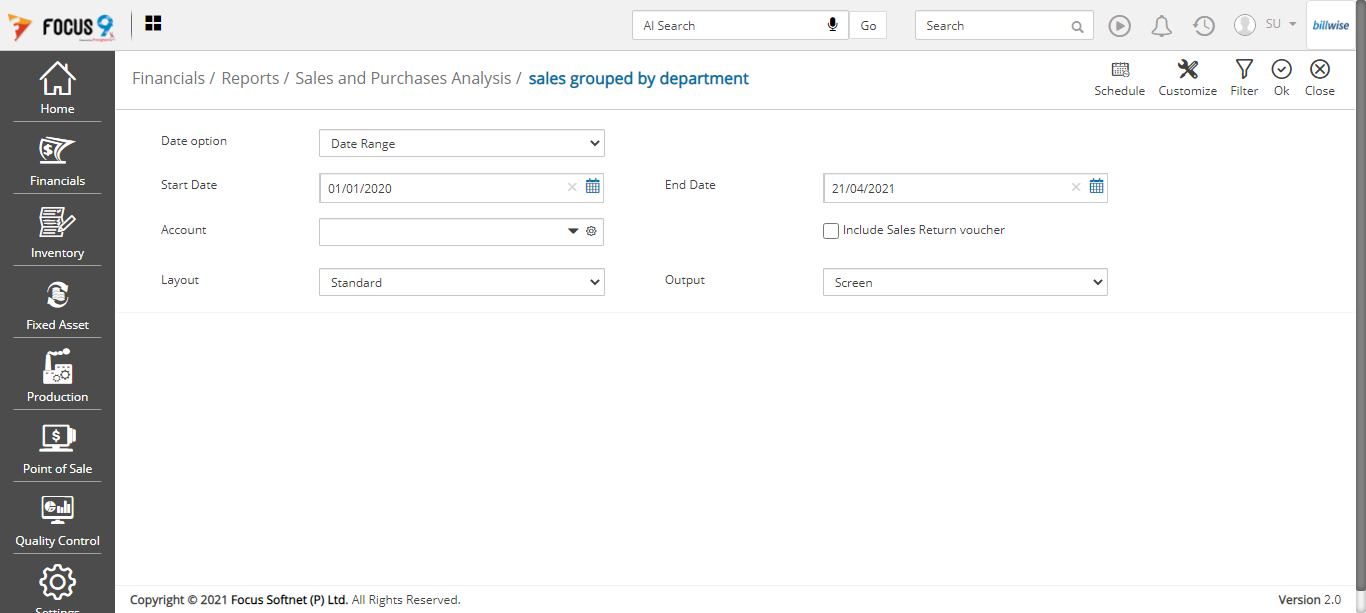 FOCUS 9
AI Search
Go
Search
SU
billwise
Home
Financials
Inventory
Fixed Asset
Production
Point of Sale
Quality Control
Settings
Financials / Reports / Sales and Purchases Analysis / sales grouped by department
Schedule
Customize
Filter
Ok
Close
Date option
Date Range
Start Date
01/01/2020
End Date
21/04/2021
Account
Include Sales Return voucher
Layout
Standard
Output
Screen
Copyright © 2021 Focus Softnet (P) Ltd. All Rights Reserved.
Version 2.0